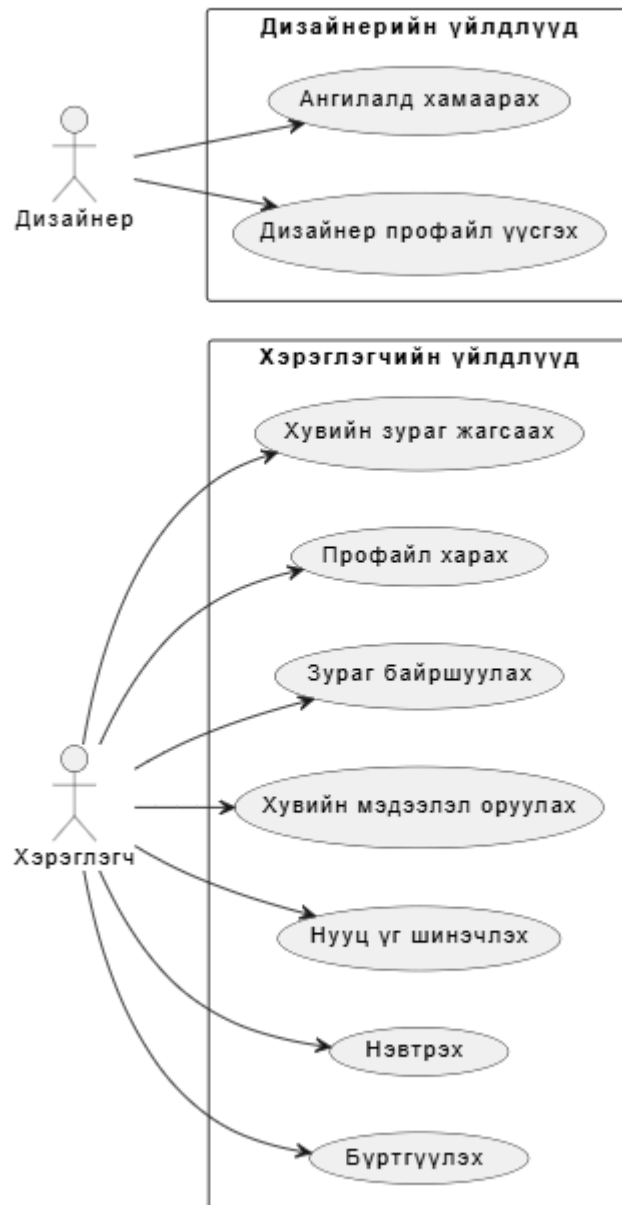 Дизайнерийн үйлдлүүд
Ангилалд хамаарах
Дизайнер
Дизайнер профайл үүсгэх
Хэрэглэгчийн үйлдлүүд
Хувийн зураг жагсаах
Профайл харах
Зураг байршуулах
Хувийн мэдээлэл оруулах
Хэрэглэгч
Нууц үг шинэчлэх
Нэвтрэх
Бүртгүүлэх